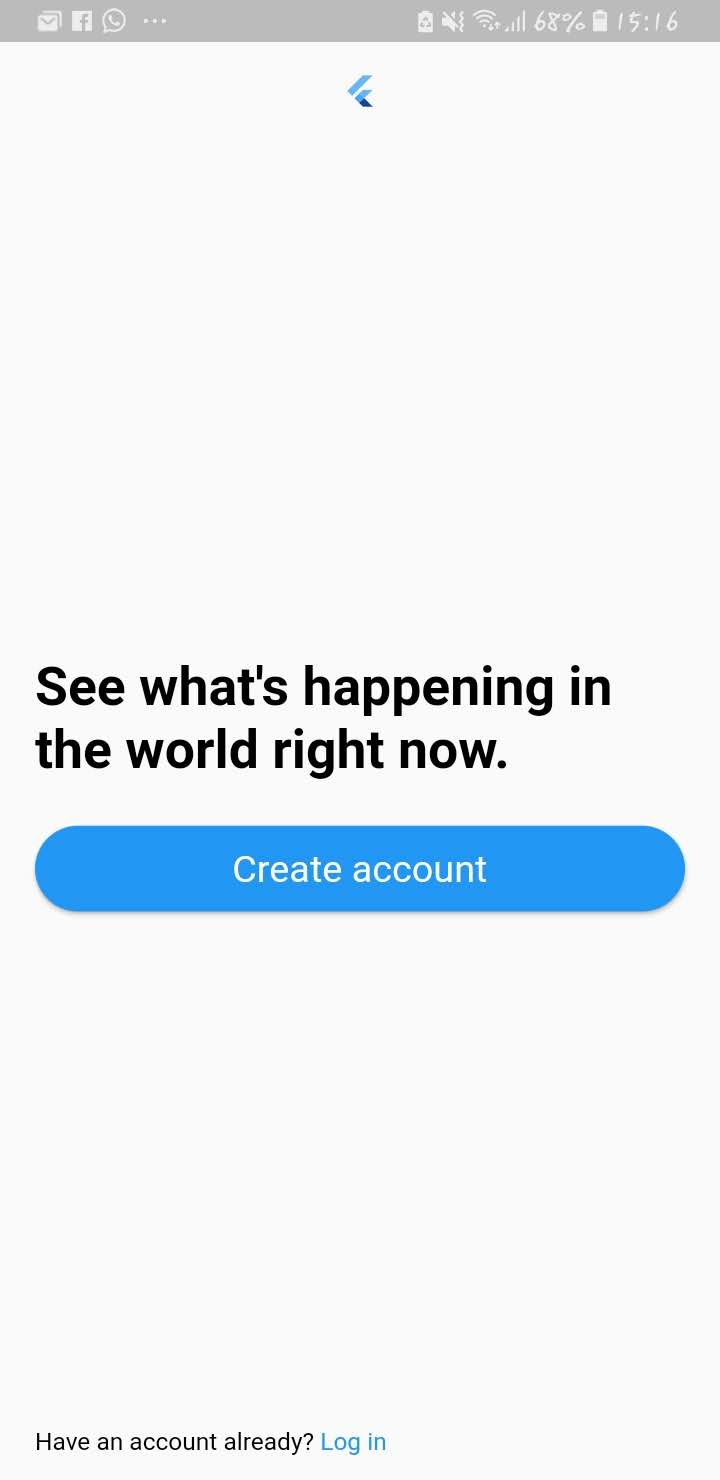 68% 15:16
See what's happening in
the world right now.
Create account
Have an account already? Log in